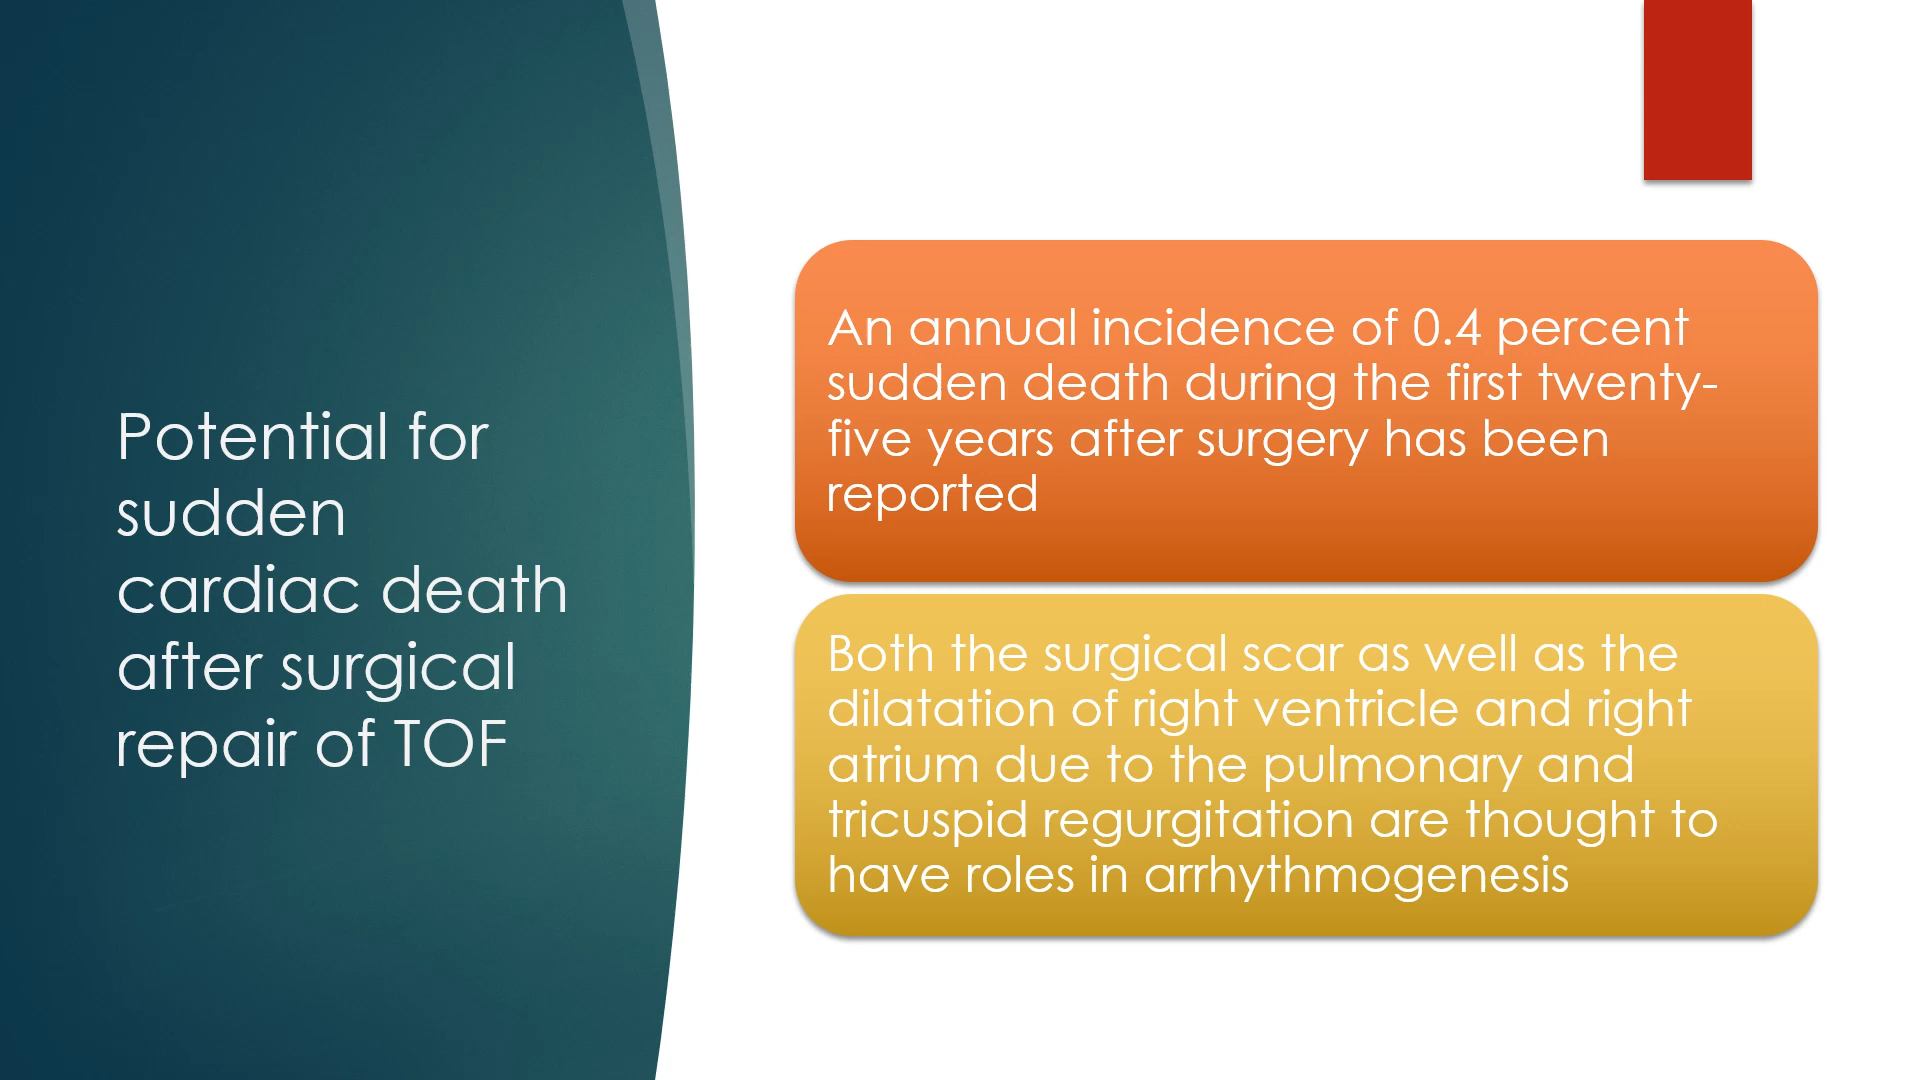 Potential for
sudden
cardiac death
after surgical
repair of TOF
An annual incidence of 0.4 percent
sudden death during the first twenty-
five years after surgery has been
reported
Both the surgical scar as well as the
dilatation of right ventricle and right
atrium due to the pulmonary and
tricuspid regurgitation are thought to
have roles in arrhythmogenesis